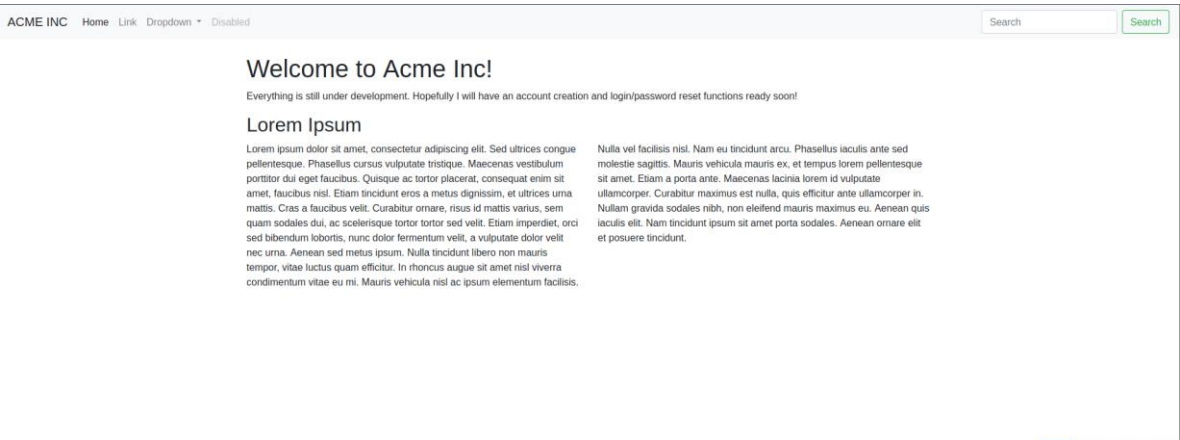 ACME INC Home Link Dropdown Disabled Search Search
Welcome to Acme Inc!
Everything is still under development. Hopefully I will have an account creation and login/password reset functions ready soon!
Lorem Ipsum
Lorem ipsum dolor sit amet, consectetur adipiscing elit. Sed ultrices congue
pellentesque. Phasellus cursus vulputate tristique. Maecenas vestibulum
porttitor dui eget faucibus. Quisque ac tortor placerat, consequat enim sit
amet, faucibus nisl. Etiam tincidunt eros a metus dignissim, et ultrices urna
mattis. Cras a faucibus velit. Curabitur ornare, risus id mattis varius, sem
quam sodales dui, ac scelerisque tortor tortor sed velit. Etiam imperdiet, orci
sed bibendum lobortis, nunc dolor fermentum velit, a vulputate dolor velit
nec urna. Aenean sed metus ipsum. Nulla tincidunt libero non mauris
tempor, vitae luctus quam efficitur. In rhoncus augue sit amet nisl viverra
condimentum vitae eu mi. Mauris vehicula nisl ac ipsum elementum facilisis.
Nulla vel facilisis nisl. Nam eu tincidunt arcu. Phasellus iaculis ante sed
molestie sagittis. Mauris vehicula mauris ex, et tempus lorem pellentesque
sit amet. Etiam a porta ante. Maecenas lacinia lorem id vulputate
ullamcorper. Curabitur maximus est nulla, quis efficitur ante ullamcorper in.
Nullam gravida sodales nibh, non eleifend mauris maximus eu. Aenean quis
iaculis elit. Nam tincidunt ipsum sit amet porta sodales. Aenean ornare elit
et posuere tincidunt.